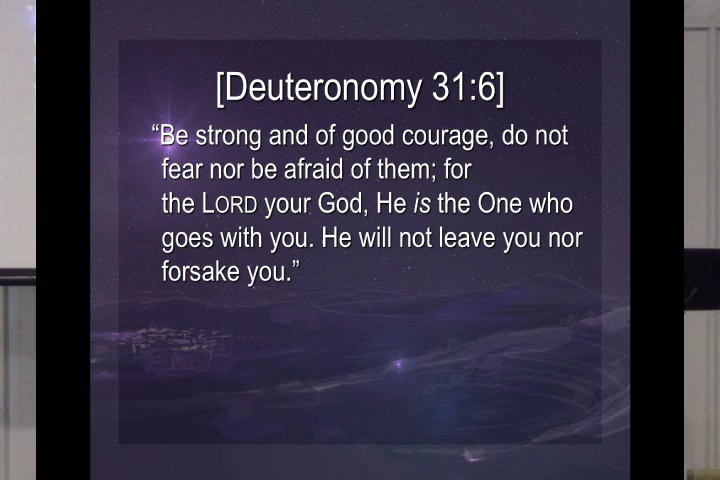 [Deuteronomy 31:6]
“Be strong and of good courage, do not
fear nor be afraid of them; for
the LORD your God, He is the One who
goes with you. He will not leave you nor
forsake you.”